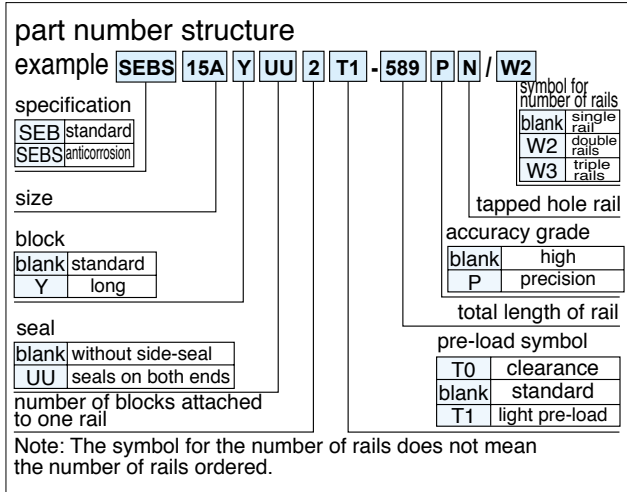 part number structure
example SEBS 15A Y UU 2 T1 - 589 P N / W2
specification
SEB standard
SEBS anticorrosion
size
block
blank standard
Y long
seal
blank without side-seal
UU seals on both ends
number of blocks attached
to one rail
symbol for
number of rails
blank single rail
W2 double rails
W3 triple rails
tapped hole rail
accuracy grade
blank high
P precision
total length of rail
pre-load symbol
T0 clearance
blank standard
T1 light pre-load
Note: The symbol for the number of rails does not mean
the number of rails ordered.